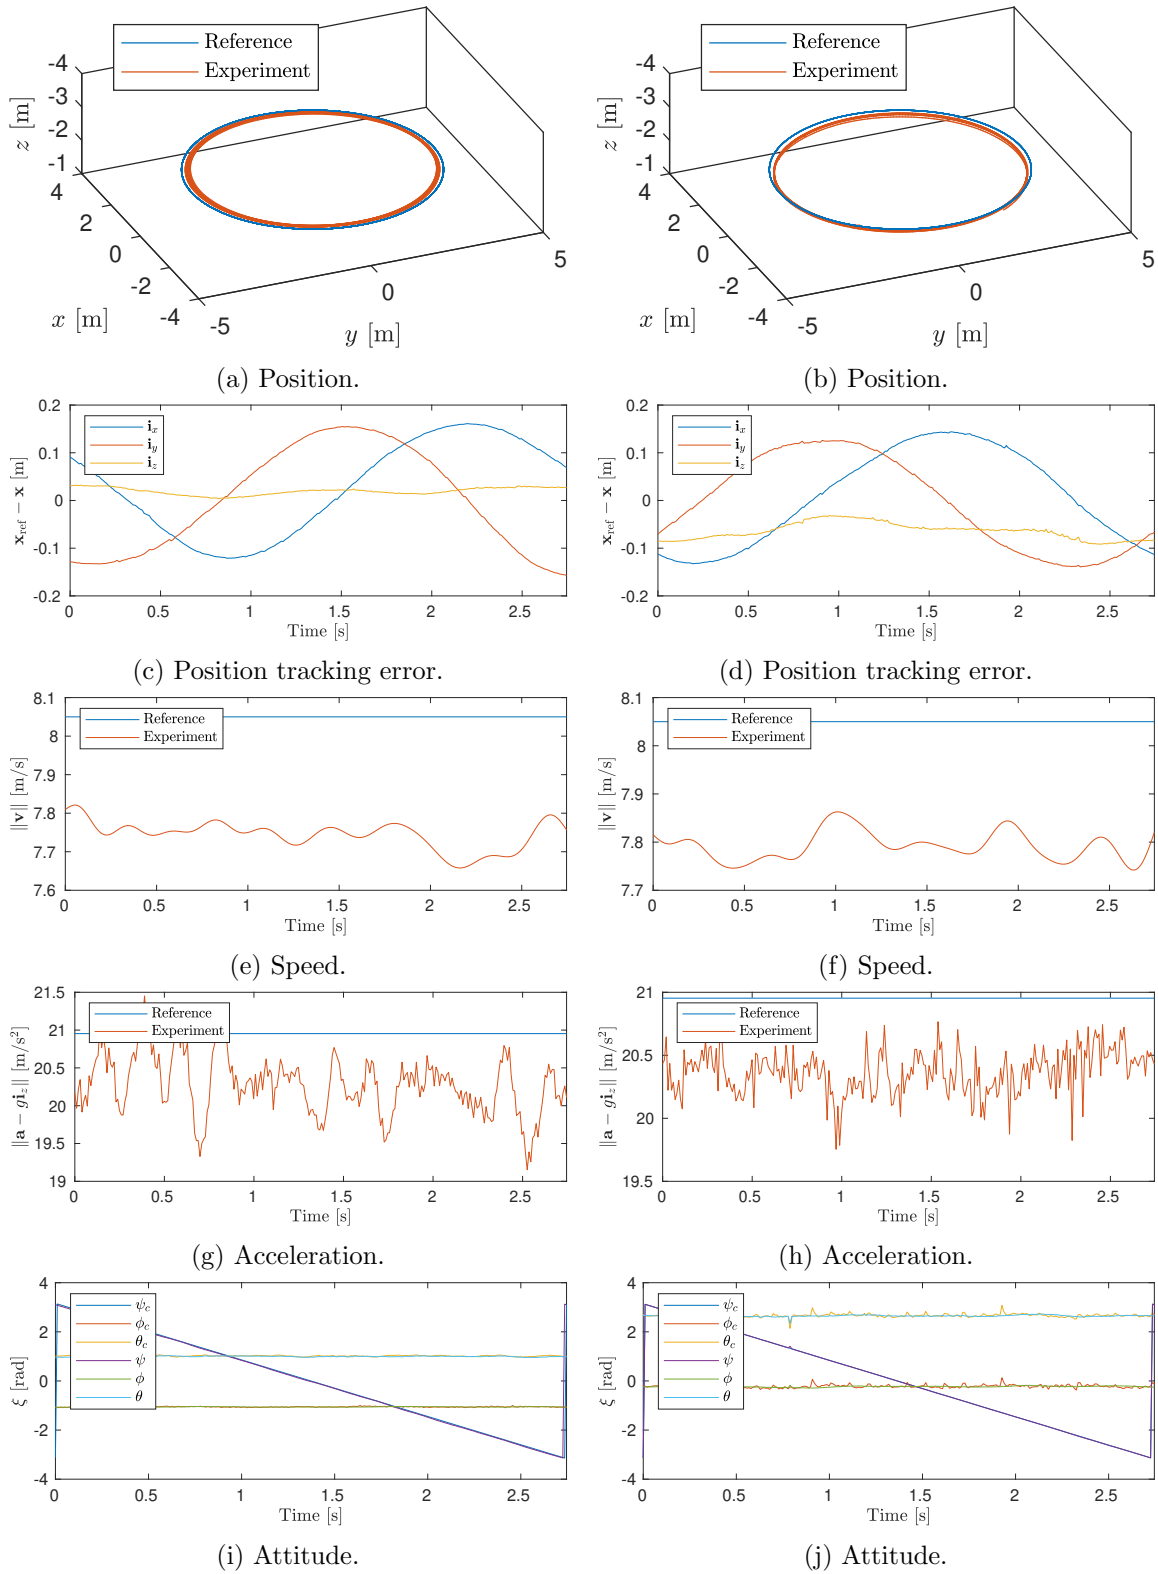 Reference
Experiment
-4
-3
-2
-1
z [m]
4
2
0
-2
-4
x [m]
-5
0
5
y [m]
(a) Position.
Reference
Experiment
-4
-3
-2
-1
z [m]
4
2
0
-2
-4
x [m]
-5
0
5
y [m]
(b) Position.
0.2
0.1
0
-0.1
-0.2
x_ref − x [m]
i_x
i_y
i_z
0 0.5 1 1.5 2 2.5
Time [s]
(c) Position tracking error.
0.2
0.1
0
-0.1
-0.2
x_ref − x [m]
i_x
i_y
i_z
0 0.5 1 1.5 2 2.5
Time [s]
(d) Position tracking error.
8.1
8
7.9
7.8
7.7
7.6
‖v‖ [m/s]
Reference
Experiment
0 0.5 1 1.5 2 2.5
Time [s]
(e) Speed.
8.1
8
7.9
7.8
7.7
‖v‖ [m/s]
Reference
Experiment
0 0.5 1 1.5 2 2.5
Time [s]
(f) Speed.
21.5
21
20.5
20
19.5
19
‖a − gi_z‖ [m/s²]
Reference
Experiment
0 0.5 1 1.5 2 2.5
Time [s]
(g) Acceleration.
21
20.5
20
19.5
‖a − gi_z‖ [m/s²]
Reference
Experiment
0 0.5 1 1.5 2 2.5
Time [s]
(h) Acceleration.
4
2
0
-2
-4
ξ [rad]
ψ_c
ϕ_c
θ_c
ψ
ϕ
θ
0 0.5 1 1.5 2 2.5
Time [s]
(i) Attitude.
4
2
0
-2
-4
ξ [rad]
ψ_c
ϕ_c
θ_c
ψ
ϕ
θ
0 0.5 1 1.5 2 2.5
Time [s]
(j) Attitude.